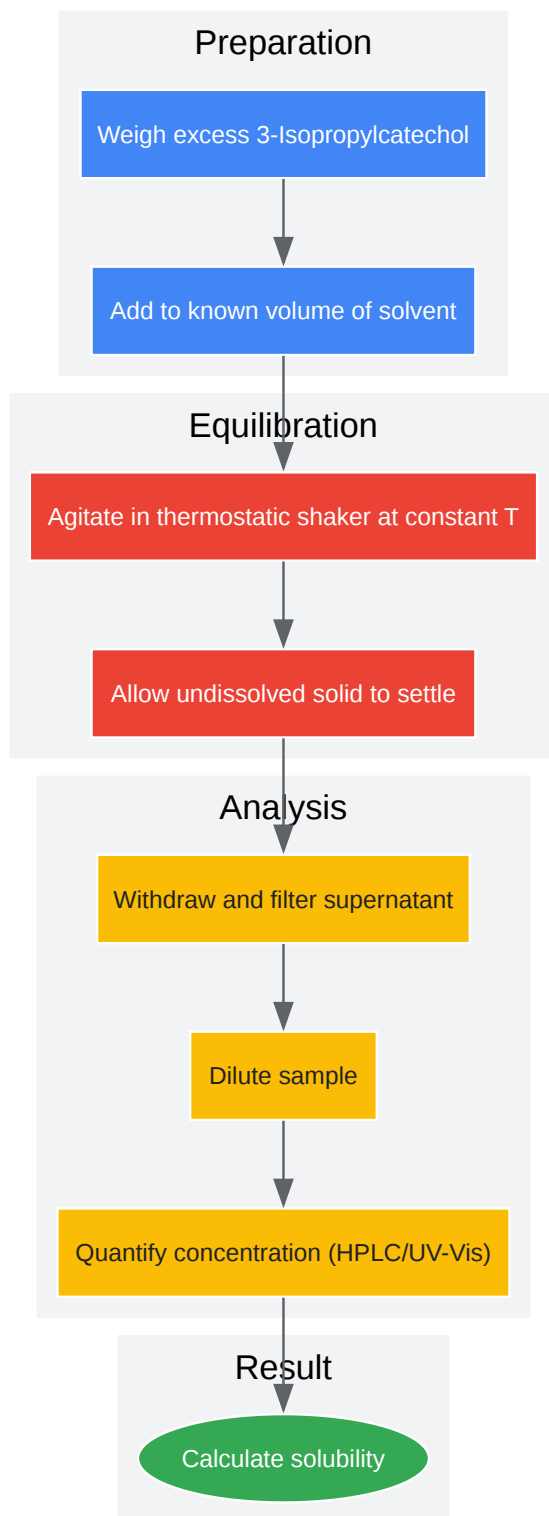 Preparation
Weigh excess 3-Isopropylcatechol
Add to known volume of solvent
Equilibration
Agitate in thermostatic shaker at constant T
Allow undissolved solid to settle
Analysis
Withdraw and filter supernatant
Dilute sample
Quantify concentration (HPLC/UV-Vis)
Result
Calculate solubility